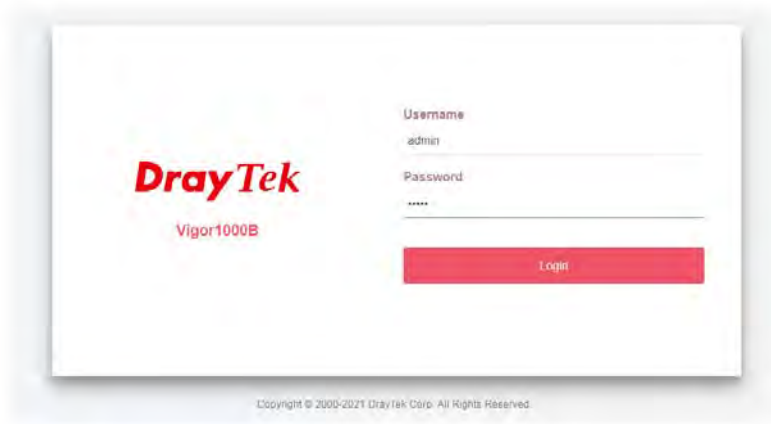 Username
admin
Password
•••••
DrayTek
Vigor1000B
Login
Copyright © 2000-2021 DrayTek Corp. All Rights Reserved.